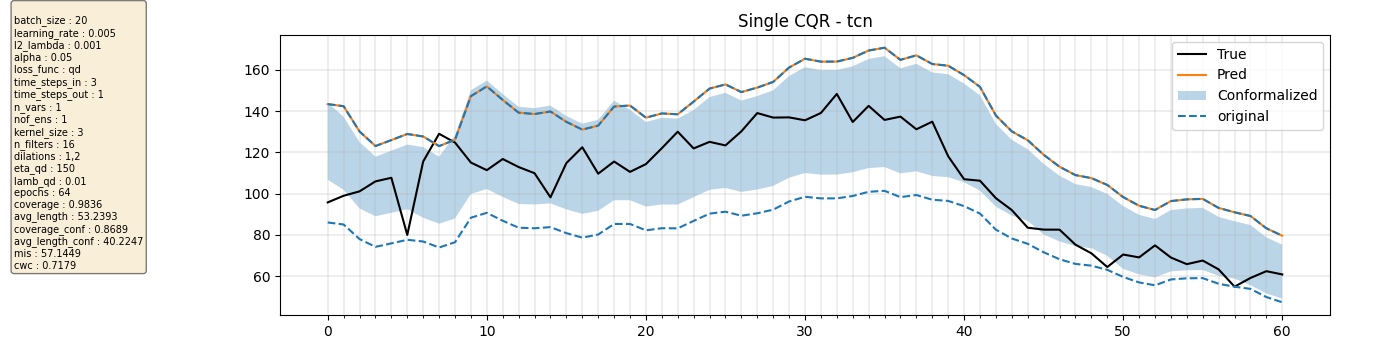 batch_size : 20
learning_rate : 0.005
l2_lambda : 0.001
alpha : 0.05
loss_func : qd
time_steps_in : 3
time_steps_out : 1
n_vars : 1
nof_ens : 1
kernel_size : 3
n_filters : 16
dilations : 1,2
eta_qd : 150
lamb_qd : 0.01
epochs : 64
coverage : 0.9836
avg_length : 53.2393
coverage_conf : 0.8689
avg_length_conf : 40.2247
mis : 57.1449
cwc : 0.7179
Single CQR - tcn
True
Pred
Conformalized
original
160
140
120
100
80
60
0 10 20 30 40 50 60